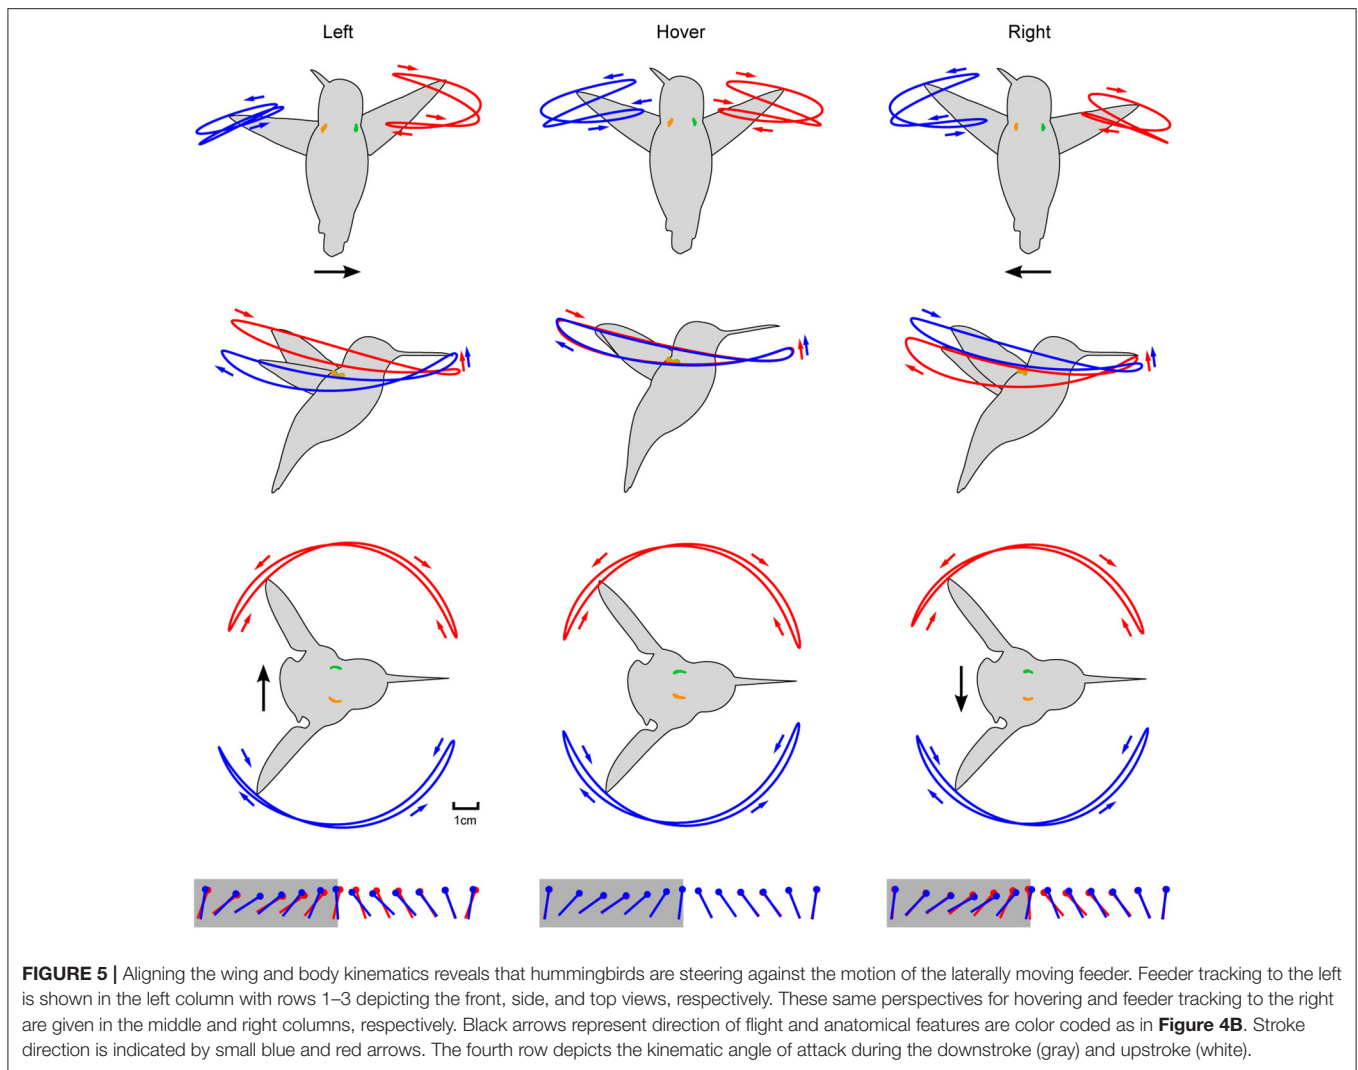 Left
Hover
Right
1cm
FIGURE 5 | Aligning the wing and body kinematics reveals that hummingbirds are steering against the motion of the laterally moving feeder. Feeder tracking to the left
is shown in the left column with rows 1–3 depicting the front, side, and top views, respectively. These same perspectives for hovering and feeder tracking to the right
are given in the middle and right columns, respectively. Black arrows represent direction of flight and anatomical features are color coded as in Figure 4B. Stroke
direction is indicated by small blue and red arrows. The fourth row depicts the kinematic angle of attack during the downstroke (gray) and upstroke (white).